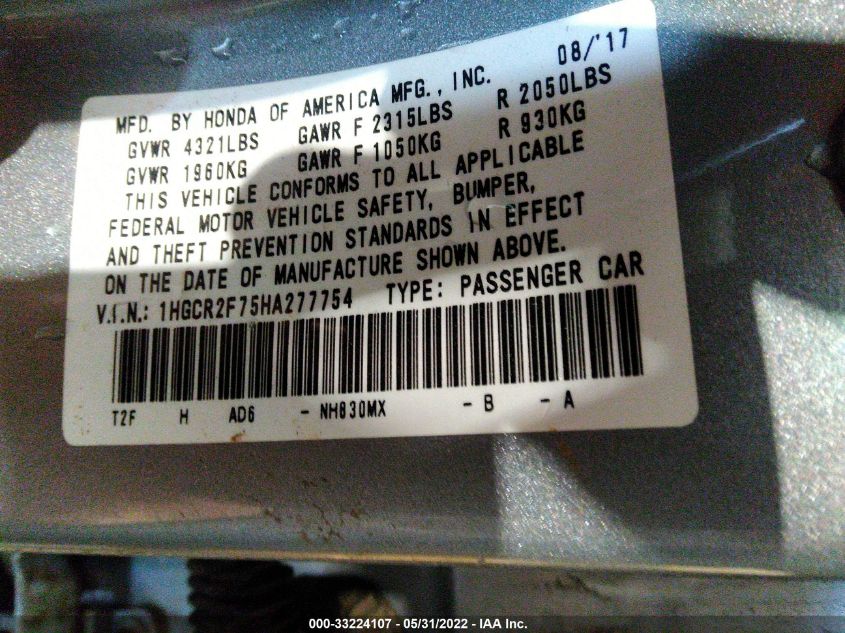 08/'17
MFD. BY HONDA OF AMERICA MFG., INC.
GVWR 4321LBS GAWR F 2315LBS R 2050LBS
GVWR 1960KG GAWR F 1050KG R 930KG
THIS VEHICLE CONFORMS TO ALL APPLICABLE
FEDERAL MOTOR VEHICLE SAFETY, BUMPER,
AND THEFT PREVENTION STANDARDS IN EFFECT
ON THE DATE OF MANUFACTURE SHOWN ABOVE.
V.I.N.: 1HGCR2F75HA277754 TYPE: PASSENGER CAR
T2F H AD6 - NH830MX - B - A
000-33224107 - 05/31/2022 - IAA Inc.